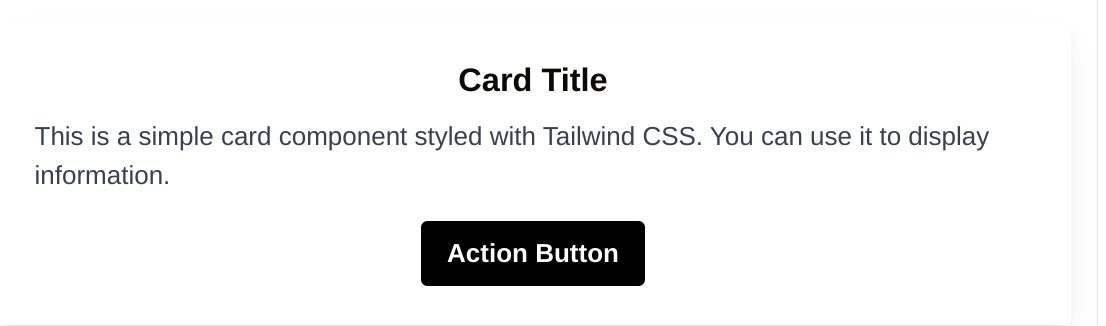 Card Title
This is a simple card component styled with Tailwind CSS. You can use it to display
information.
Action Button